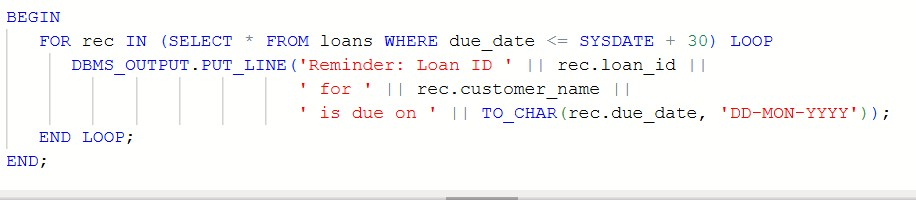 BEGIN
FOR rec IN (SELECT * FROM loans WHERE due_date <= SYSDATE + 30) LOOP
DBMS_OUTPUT.PUT_LINE('Reminder: Loan ID ' || rec.loan_id ||
' for ' || rec.customer_name ||
' is due on ' || TO_CHAR(rec.due_date, 'DD-MON-YYYY'));
END LOOP;
END;